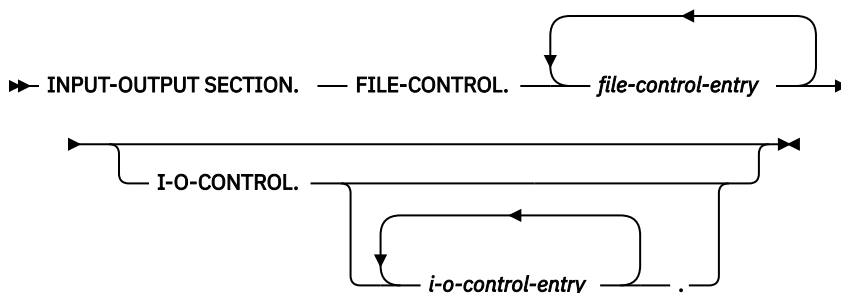 INPUT-OUTPUT SECTION. FILE-CONTROL. file-control-entry
I-O-CONTROL.
i-o-control-entry .